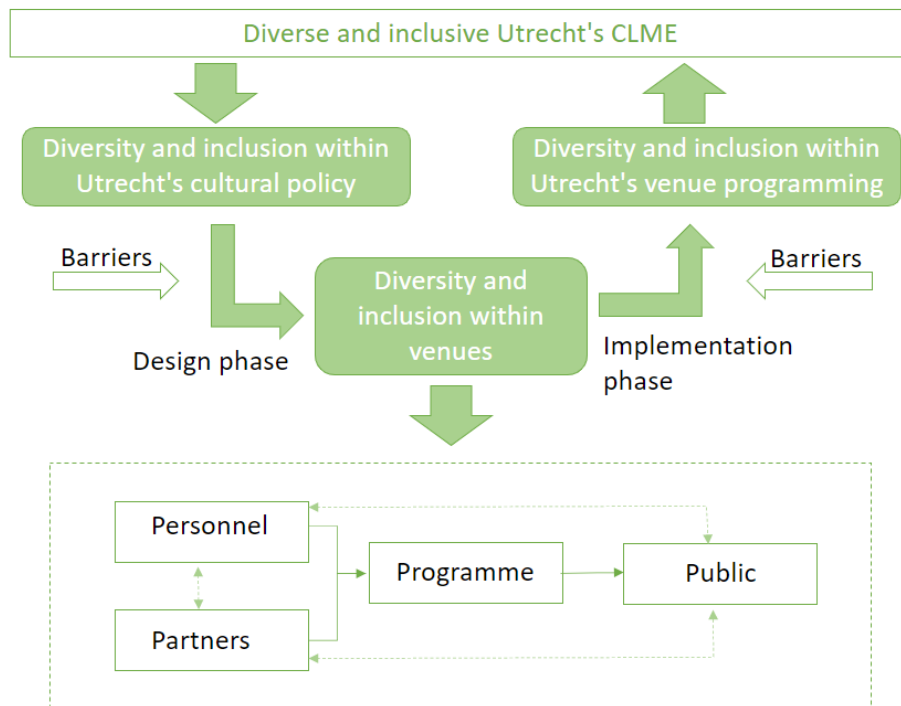 Diverse and inclusive Utrecht's CLME
Diversity and inclusion within
Utrecht's cultural policy
Diversity and inclusion within
Utrecht's venue programming
Barriers
Barriers
Diversity and
inclusion within
venues
Design phase
Implementation
phase
Personnel
Programme
Public
Partners